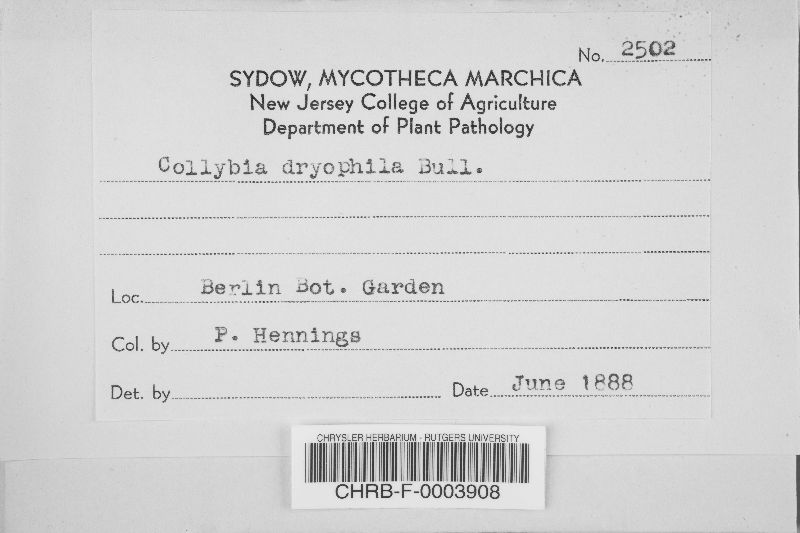 No. 2502
SYDOW, MYCOTHECA MARCHICA
New Jersey College of Agriculture
Department of Plant Pathology
Collybia dryophila Bull.
Loc. Berlin Bot. Garden
Col. by P. Hennings
Det. by
Date June 1888
CHRYSLER HERBARIUM - RUTGERS UNIVERSITY
CHRB-F-0003908